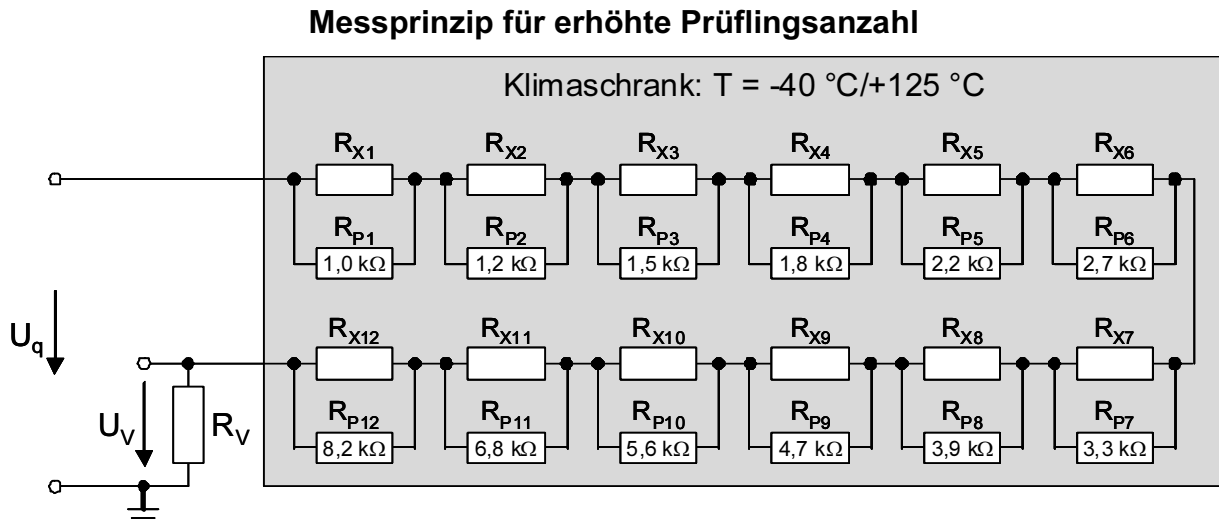 Messprinzip für erhöhte Prüflingsanzahl
Klimaschrank: T = -40 °C/+125 °C
R_X1 R_X2 R_X3 R_X4 R_X5 R_X6
R_P1 R_P2 R_P3 R_P4 R_P5 R_P6
1,0 kΩ 1,2 kΩ 1,5 kΩ 1,8 kΩ 2,2 kΩ 2,7 kΩ
U_q
R_X12 R_X11 R_X10 R_X9 R_X8 R_X7
U_V R_V
R_P12 R_P11 R_P10 R_P9 R_P8 R_P7
8,2 kΩ 6,8 kΩ 5,6 kΩ 4,7 kΩ 3,9 kΩ 3,3 kΩ